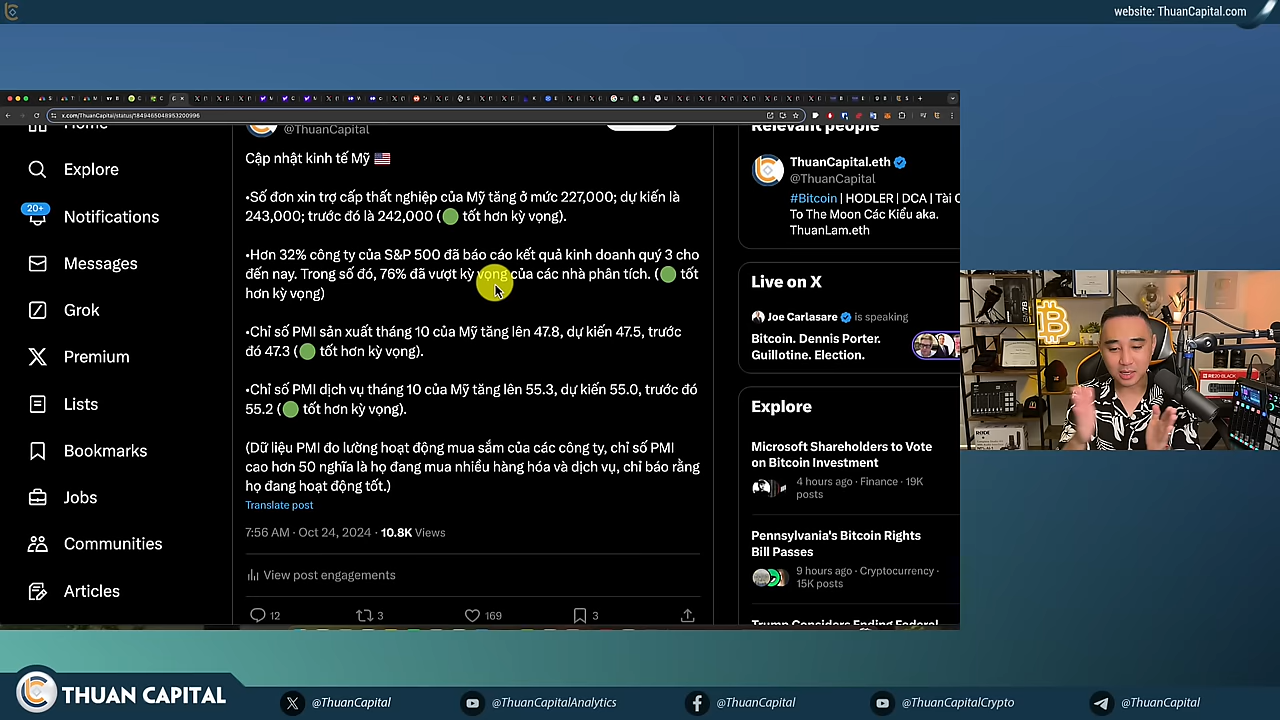 website: ThuanCapital.com
x.com/ThuanCapital/status/1849465048953200996
Home
Explore
20+
Notifications
Messages
Grok
Premium
Lists
Bookmarks
Jobs
Communities
Articles
@ThuanCapital
Cập nhật kinh tế Mỹ 🇺🇸
•Số đơn xin trợ cấp thất nghiệp của Mỹ tăng ở mức 227,000; dự kiến là
243,000; trước đó là 242,000 (🟢 tốt hơn kỳ vọng).
•Hơn 32% công ty của S&P 500 đã báo cáo kết quả kinh doanh quý 3 cho
đến nay. Trong số đó, 76% đã vượt kỳ vọng của các nhà phân tích. (🟢 tốt
hơn kỳ vọng)
•Chỉ số PMI sản xuất tháng 10 của Mỹ tăng lên 47.8, dự kiến 47.5, trước
đó 47.3 (🟢 tốt hơn kỳ vọng).
•Chỉ số PMI dịch vụ tháng 10 của Mỹ tăng lên 55.3, dự kiến 55.0, trước đó
55.2 (🟢 tốt hơn kỳ vọng).
(Dữ liệu PMI đo lường hoạt động mua sắm của các công ty, chỉ số PMI
cao hơn 50 nghĩa là họ đang mua nhiều hàng hóa và dịch vụ, chỉ báo rằng
họ đang hoạt động tốt.)
Translate post
7:56 AM · Oct 24, 2024 · 10.8K Views
View post engagements
12 3 169 3
Relevant people
ThuanCapital.eth
@ThuanCapital
#Bitcoin | HODLER | DCA | Tài C
To The Moon Các Kiểu aka.
ThuanLam.eth
Live on X
Joe Carlasare is speaking
Bitcoin. Dennis Porter.
Guillotine. Election.
Explore
Microsoft Shareholders to Vote
on Bitcoin Investment
4 hours ago · Finance · 19K
posts
Pennsylvania's Bitcoin Rights
Bill Passes
9 hours ago · Cryptocurrency ·
15K posts
Trump Considers Ending Federal
RE20 BLACK
RØDE
THUAN CAPITAL
@ThuanCapital
@ThuanCapitalAnalytics
@ThuanCapital
@ThuanCapitalCrypto
@ThuanCapital